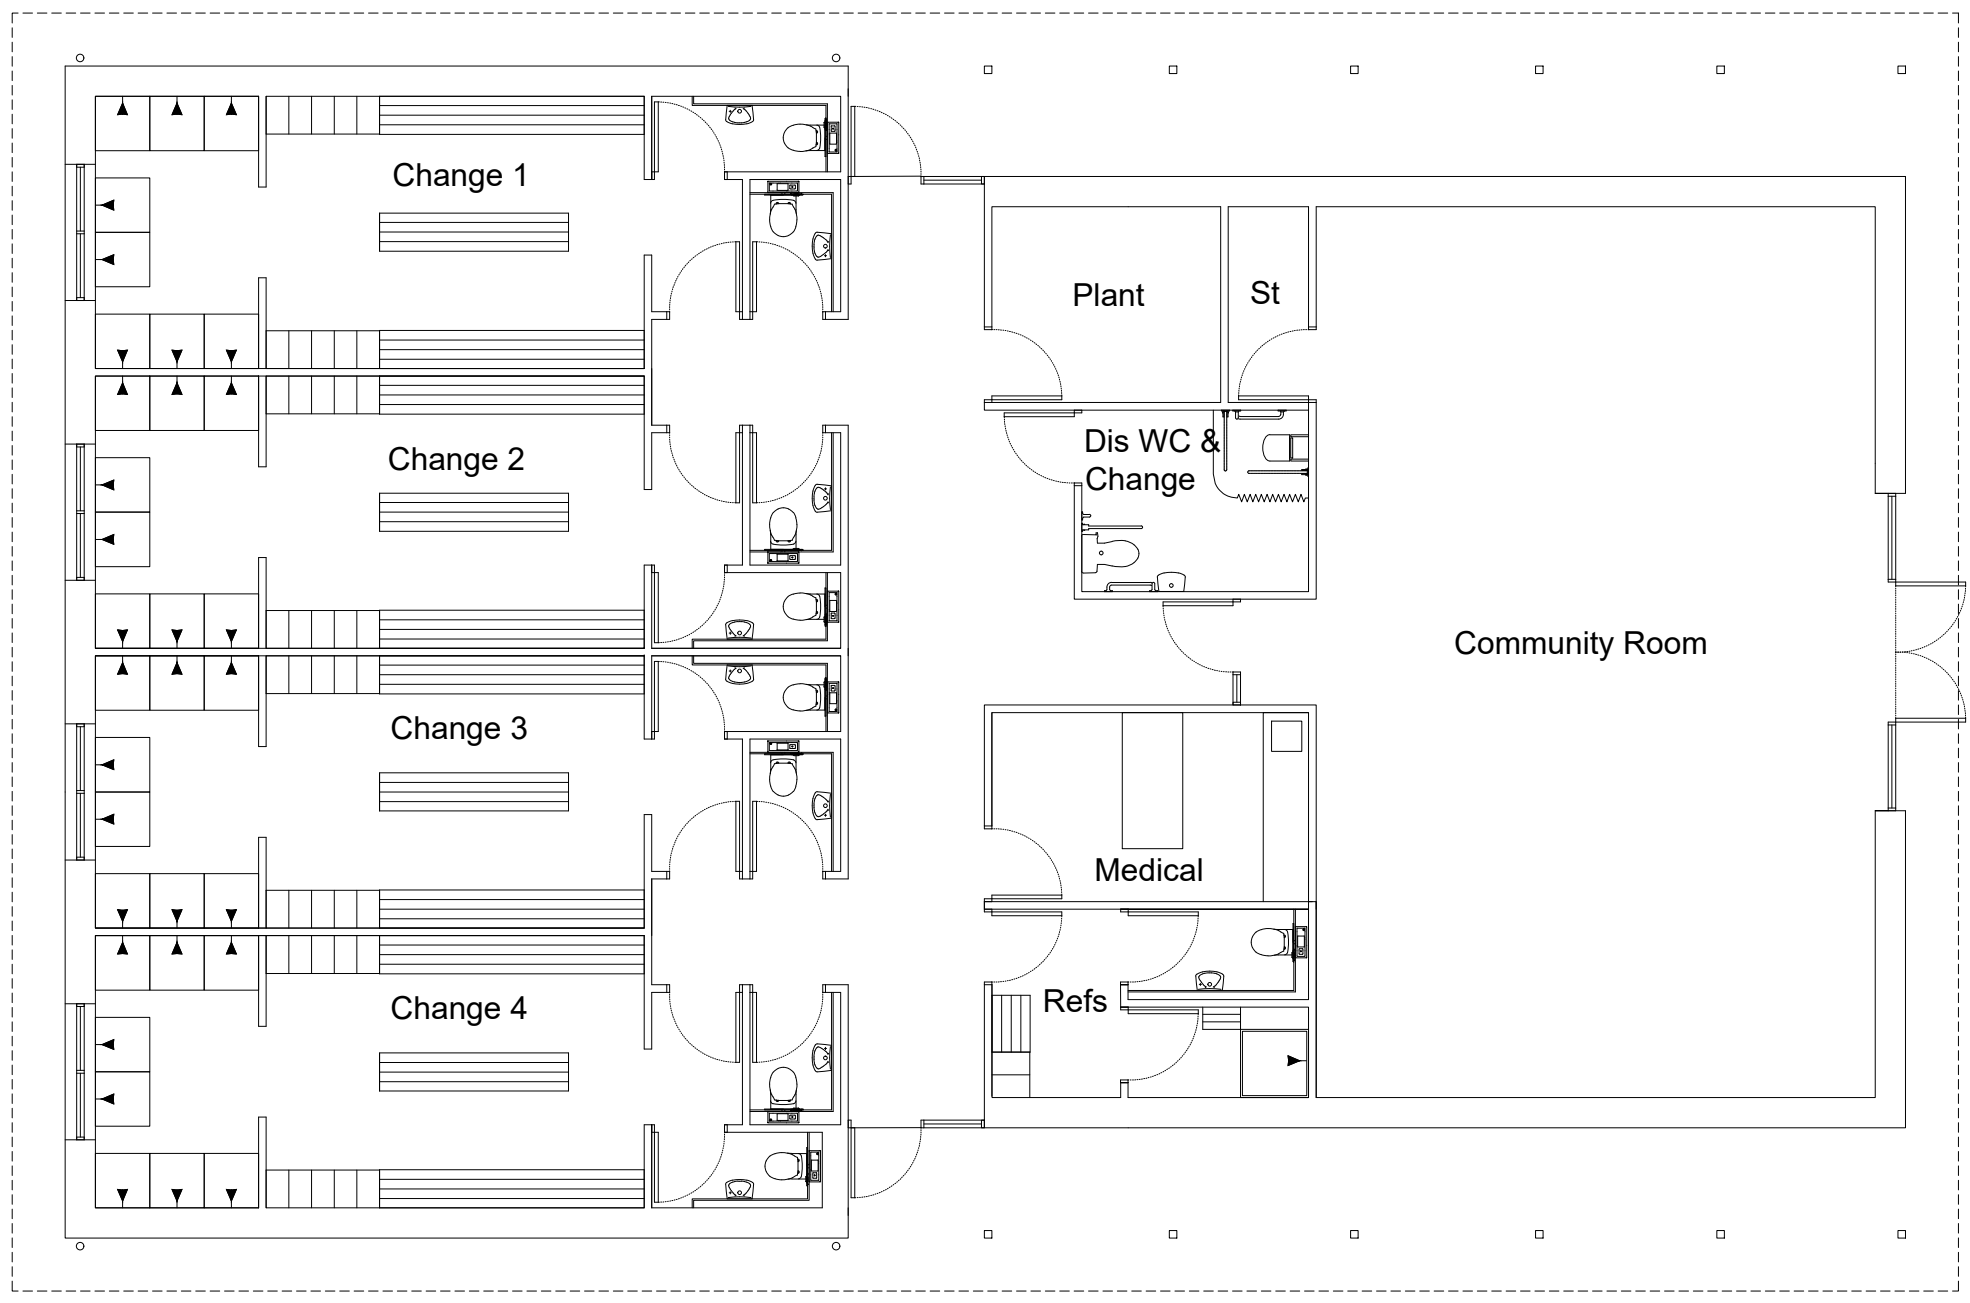 Change 1
Plant
St
Dis WC &
Change
Change 2
Community Room
Change 3
Medical
Change 4
Refs